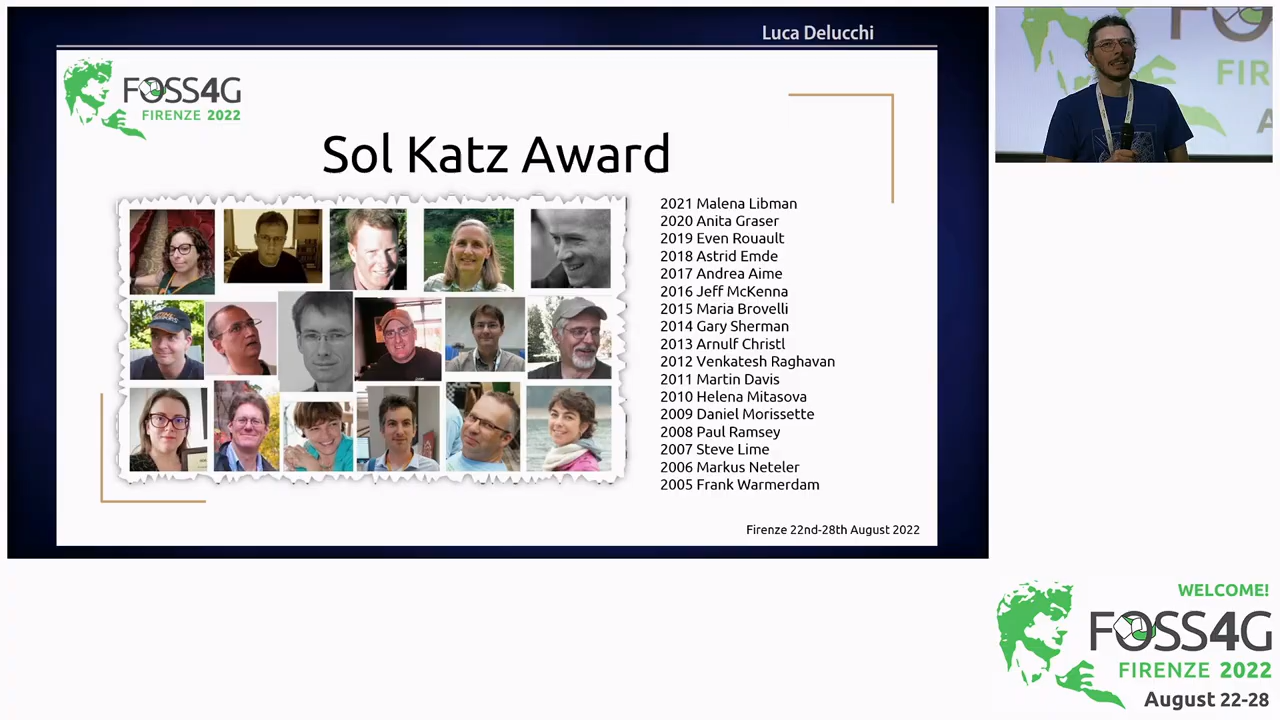 Luca Delucchi
FOSS4G
FIRENZE 2022
Sol Katz Award
2021 Malena Libman
2020 Anita Graser
2019 Even Rouault
2018 Astrid Emde
2017 Andrea Aime
2016 Jeff McKenna
2015 Maria Brovelli
2014 Gary Sherman
2013 Arnulf Christl
2012 Venkatesh Raghavan
2011 Martin Davis
2010 Helena Mitasova
2009 Daniel Morissette
2008 Paul Ramsey
2007 Steve Lime
2006 Markus Neteler
2005 Frank Warmerdam
Firenze 22nd-28th August 2022
FIR
WELCOME!
FOSS4G
FIRENZE 2022
August 22-28